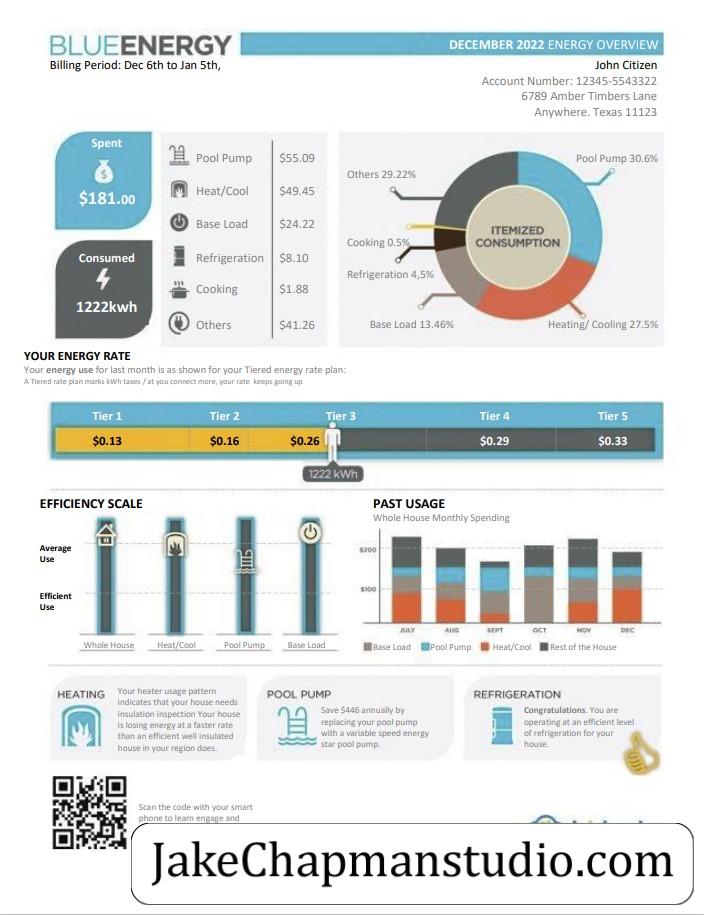 BLUEENERGY
DECEMBER 2022 ENERGY OVERVIEW
Billing Period: Dec 6th to Jan 5th,
John Citizen
Account Number: 12345-5543322
6789 Amber Timbers Lane
Anywhere. Texas 11123
Spent
$181.00
Consumed
1222kwh
Pool Pump $55.09
Heat/Cool $49.45
Base Load $24.22
Refrigeration $8.10
Cooking $1.88
Others $41.26
Pool Pump 30.6%
Others 29.22%
ITEMIZED
CONSUMPTION
Cooking 0.5%
Refrigeration 4,5%
Base Load 13.46%
Heating/ Cooling 27.5%
YOUR ENERGY RATE
Your energy use for last month is as shown for your Tiered energy rate plan:
A Tiered rate plan marks kWh taxes / at you connect more, your rate keeps going up
Tier 1 Tier 2 Tier 3 Tier 4 Tier 5
$0.13 $0.16 $0.26 $0.29 $0.33
1222 kWh
EFFICIENCY SCALE
Average
Use
Efficient
Use
Whole House Heat/Cool Pool Pump Base Load
PAST USAGE
Whole House Monthly Spending
$200
$100
JULY AUG SEPT OCT NOV DEC
Base Load Pool Pump Heat/Cool Rest of the House
HEATING
Your heater usage pattern
indicates that your house needs
insulation inspection Your house
is losing energy at a faster rate
than an efficient well insulated
house in your region does.
POOL PUMP
Save $446 annually by
replacing your pool pump
with a variable speed energy
star pool pump.
REFRIGERATION
Congratulations. You are
operating at an efficient level
of refrigeration for your
house.
Scan the code with your smart
phone to learn engage and
JakeChapmanstudio.com